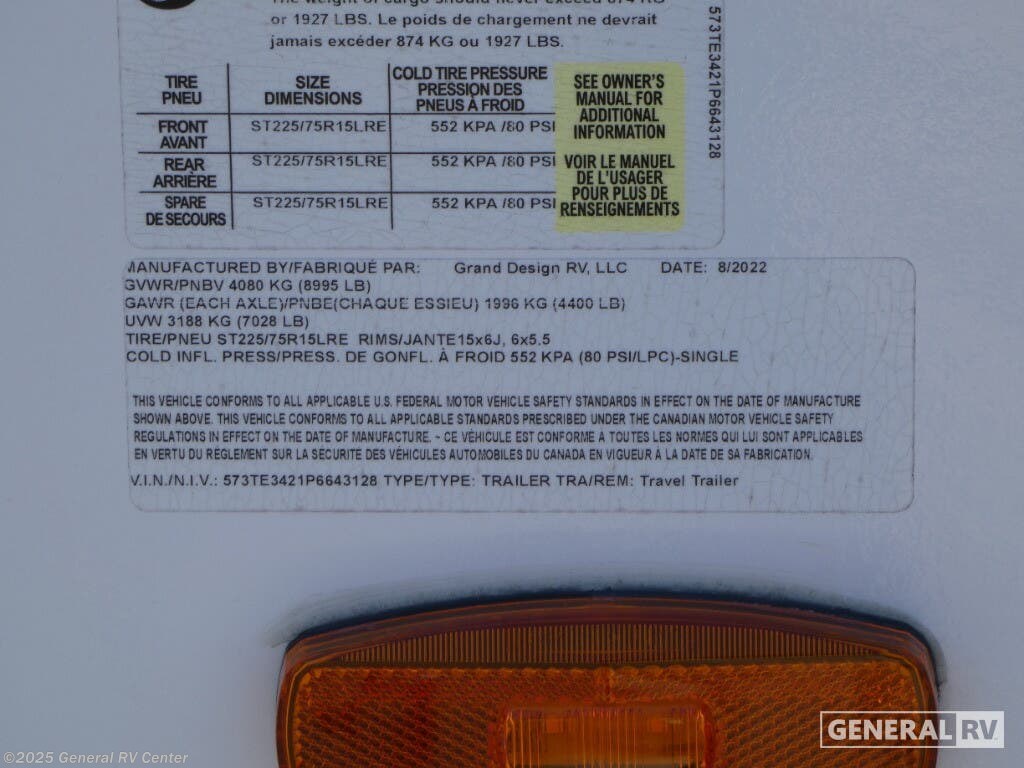 or 1927 LBS. Le poids de chargement ne devrait
jamais excéder 874 KG ou 1927 LBS.
TIRE PNEU SIZE DIMENSIONS COLD TIRE PRESSURE PRESSION DES PNEUS À FROID
FRONT AVANT ST225/75R15LRE 552 KPA /80 PSI
REAR ARRIÈRE ST225/75R15LRE 552 KPA /80 PSI
SPARE DE SECOURS ST225/75R15LRE 552 KPA /80 PSI
SEE OWNER'S
MANUAL FOR
ADDITIONAL
INFORMATION
VOIR LE MANUEL
DE L'USAGER
POUR PLUS DE
RENSEIGNEMENTS
573TE3421P6643128
MANUFACTURED BY/FABRIQUÉ PAR: Grand Design RV, LLC DATE: 8/2022
GVWR/PNBV 4080 KG (8995 LB)
GAWR (EACH AXLE)/PNBE(CHAQUE ESSIEU) 1996 KG (4400 LB)
UVW 3188 KG (7028 LB)
TIRE/PNEU ST225/75R15LRE RIMS/JANTE15x6J, 6x5.5
COLD INFL. PRESS/PRESS. DE GONFL. À FROID 552 KPA (80 PSI/LPC)-SINGLE
THIS VEHICLE CONFORMS TO ALL APPLICABLE U.S. FEDERAL MOTOR VEHICLE SAFETY STANDARDS IN EFFECT ON THE DATE OF MANUFACTURE
SHOWN ABOVE. THIS VEHICLE CONFORMS TO ALL APPLICABLE STANDARDS PRESCRIBED UNDER THE CANADIAN MOTOR VEHICLE SAFETY
REGULATIONS IN EFFECT ON THE DATE OF MANUFACTURE. ~ CE VÉHICULE EST CONFORME A TOUTES LES NORMES QUI LUI SONT APPLICABLES
EN VERTU DU RÈGLEMENT SUR LA SÉCURITÉ DES VÉHICULES AUTOMOBILES DU CANADA EN VIGUEUR À LA DATE DE SA FABRICATION.
V.I.N./N.I.V.: 573TE3421P6643128 TYPE/TYPE: TRAILER TRA/REM: Travel Trailer
GENERAL RV
©2025 General RV Center